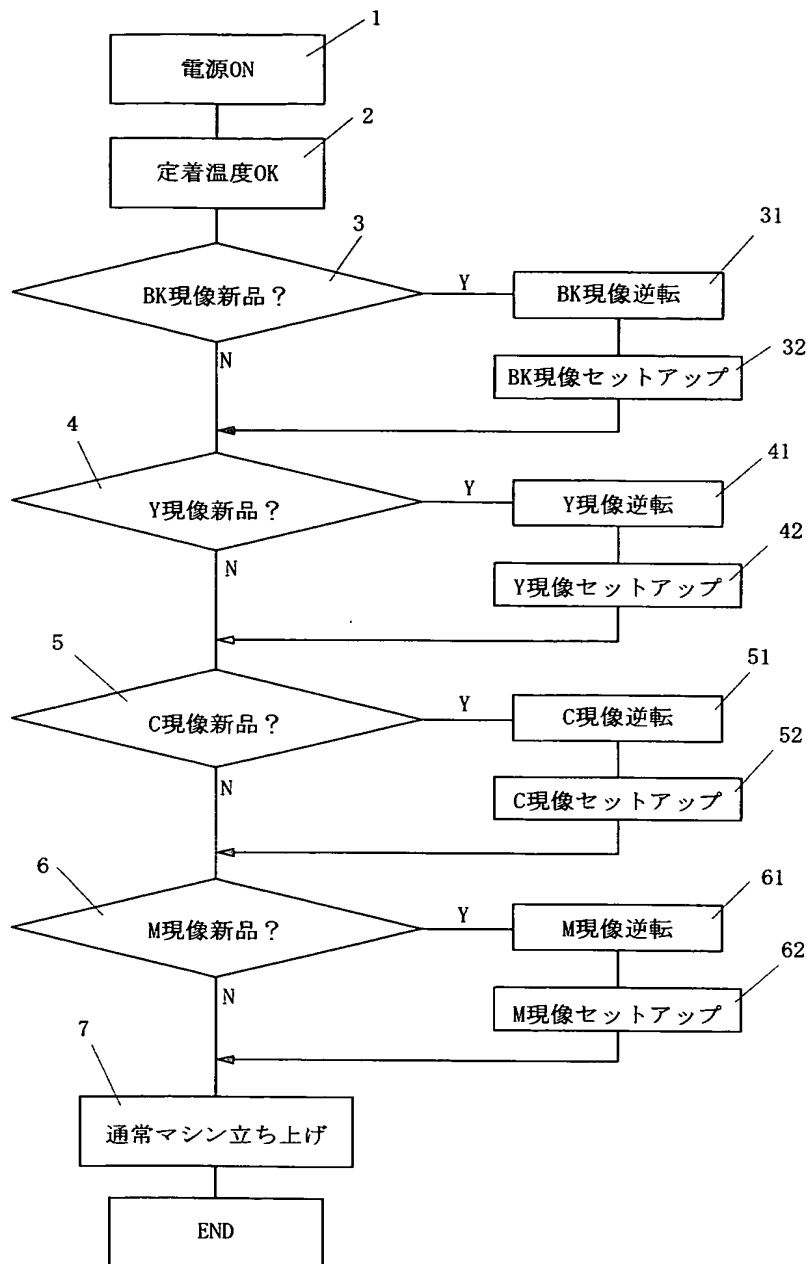 1
電源ON
2
定着温度OK
3
BK現像新品？
Y
31
BK現像逆転
32
BK現像セットアップ
N
4
Y現像新品？
Y
41
Y現像逆転
42
Y現像セットアップ
N
5
C現像新品？
Y
51
C現像逆転
52
C現像セットアップ
N
6
M現像新品？
Y
61
M現像逆転
62
M現像セットアップ
N
7
通常マシン立ち上げ
END